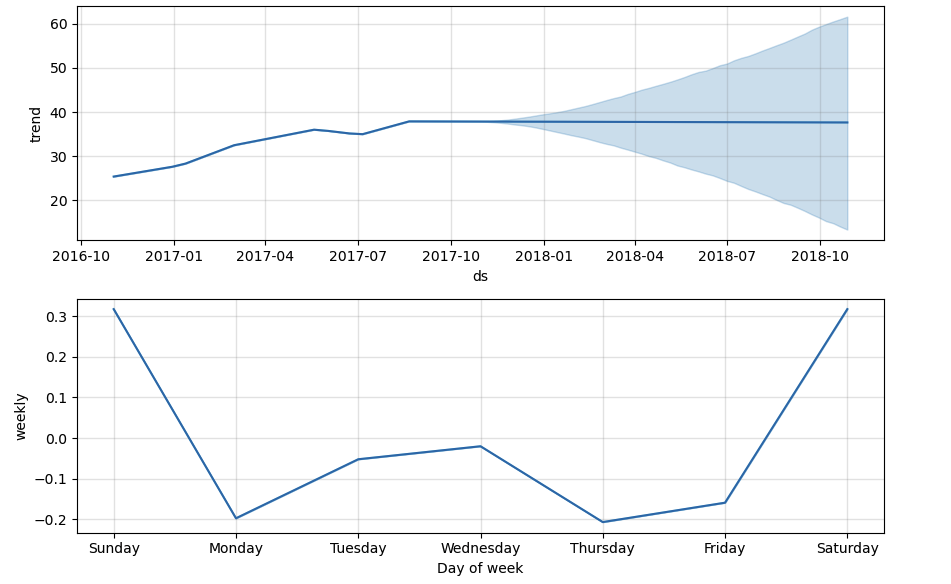 60
50
40
30
20
trend
2016-10 2017-01 2017-04 2017-07 2017-10 2018-01 2018-04 2018-07 2018-10
ds
0.3
0.2
0.1
0.0
−0.1
−0.2
weekly
Sunday Monday Tuesday Wednesday Thursday Friday Saturday
Day of week